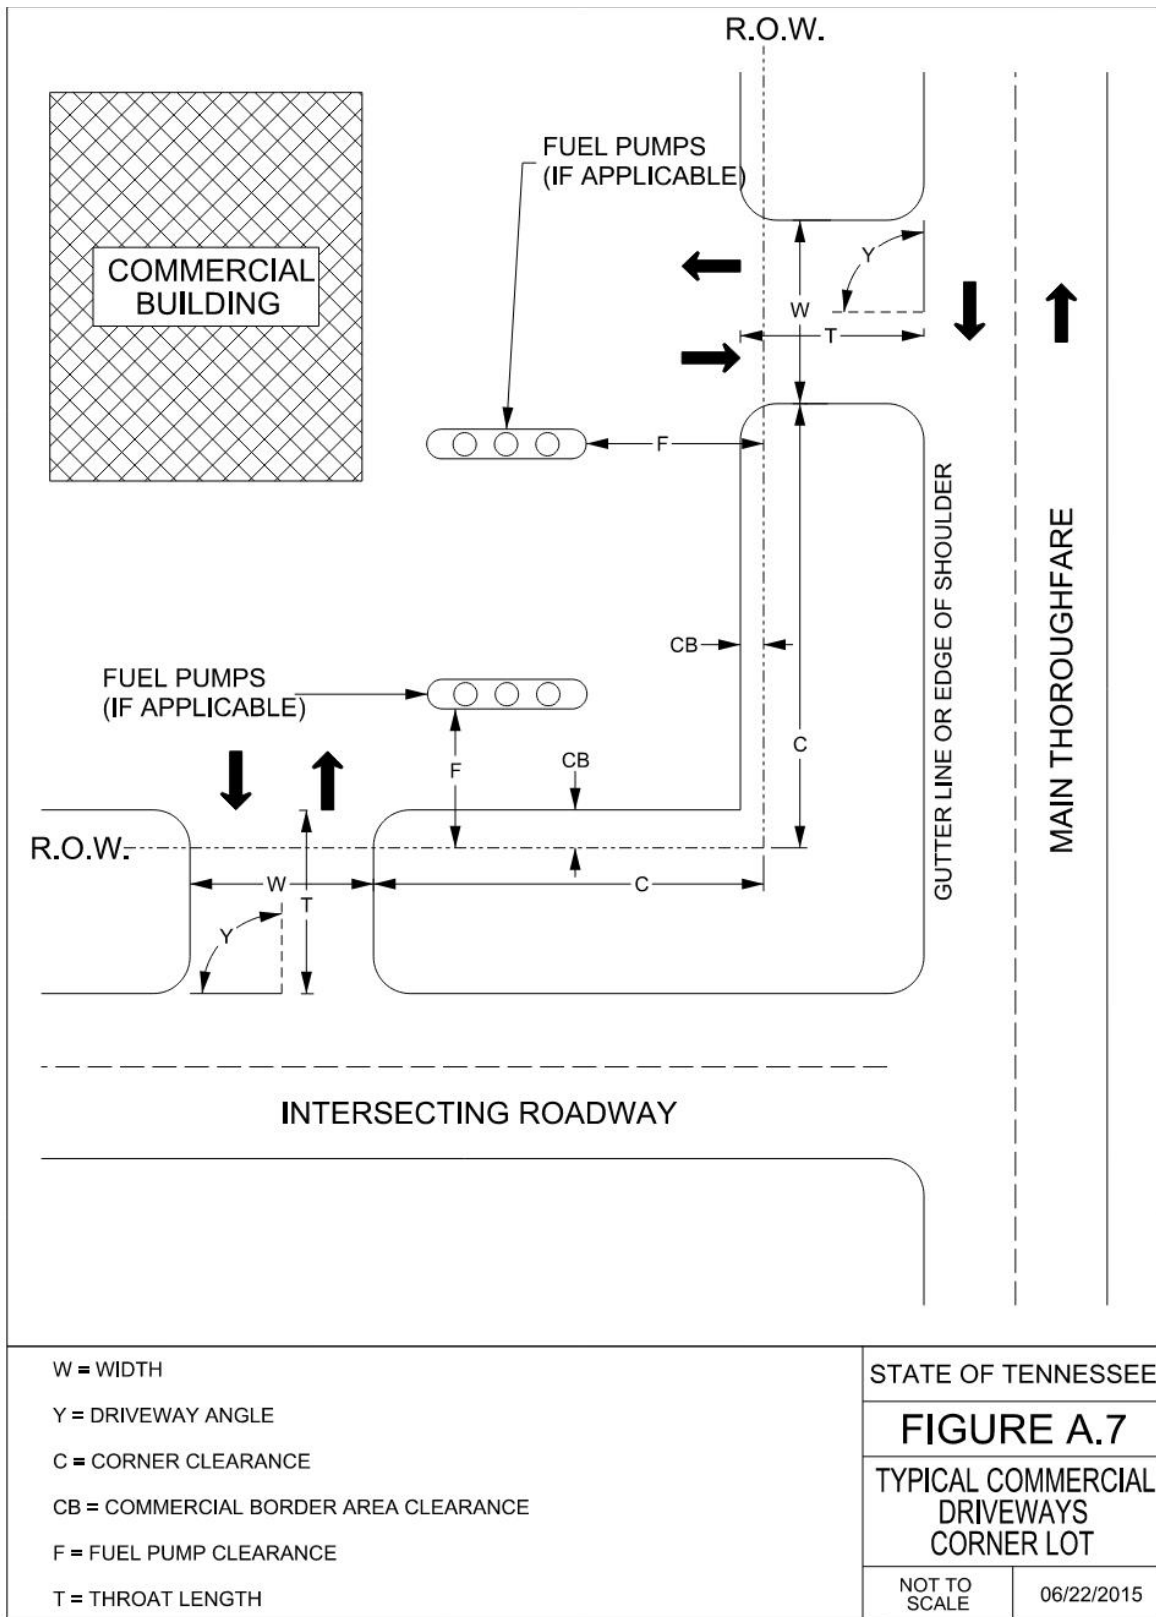 R.O.W.
FUEL PUMPS
(IF APPLICABLE)
COMMERCIAL
BUILDING
Y
W
T
F
GUTTER LINE OR EDGE OF SHOULDER
MAIN THOROUGHFARE
CB
FUEL PUMPS
(IF APPLICABLE)
C
CB
F
R.O.W.
W
C
T
Y
INTERSECTING ROADWAY
W = WIDTH
Y = DRIVEWAY ANGLE
C = CORNER CLEARANCE
CB = COMMERCIAL BORDER AREA CLEARANCE
F = FUEL PUMP CLEARANCE
T = THROAT LENGTH
STATE OF TENNESSEE
FIGURE A.7
TYPICAL COMMERCIAL
DRIVEWAYS
CORNER LOT
NOT TO
SCALE
06/22/2015